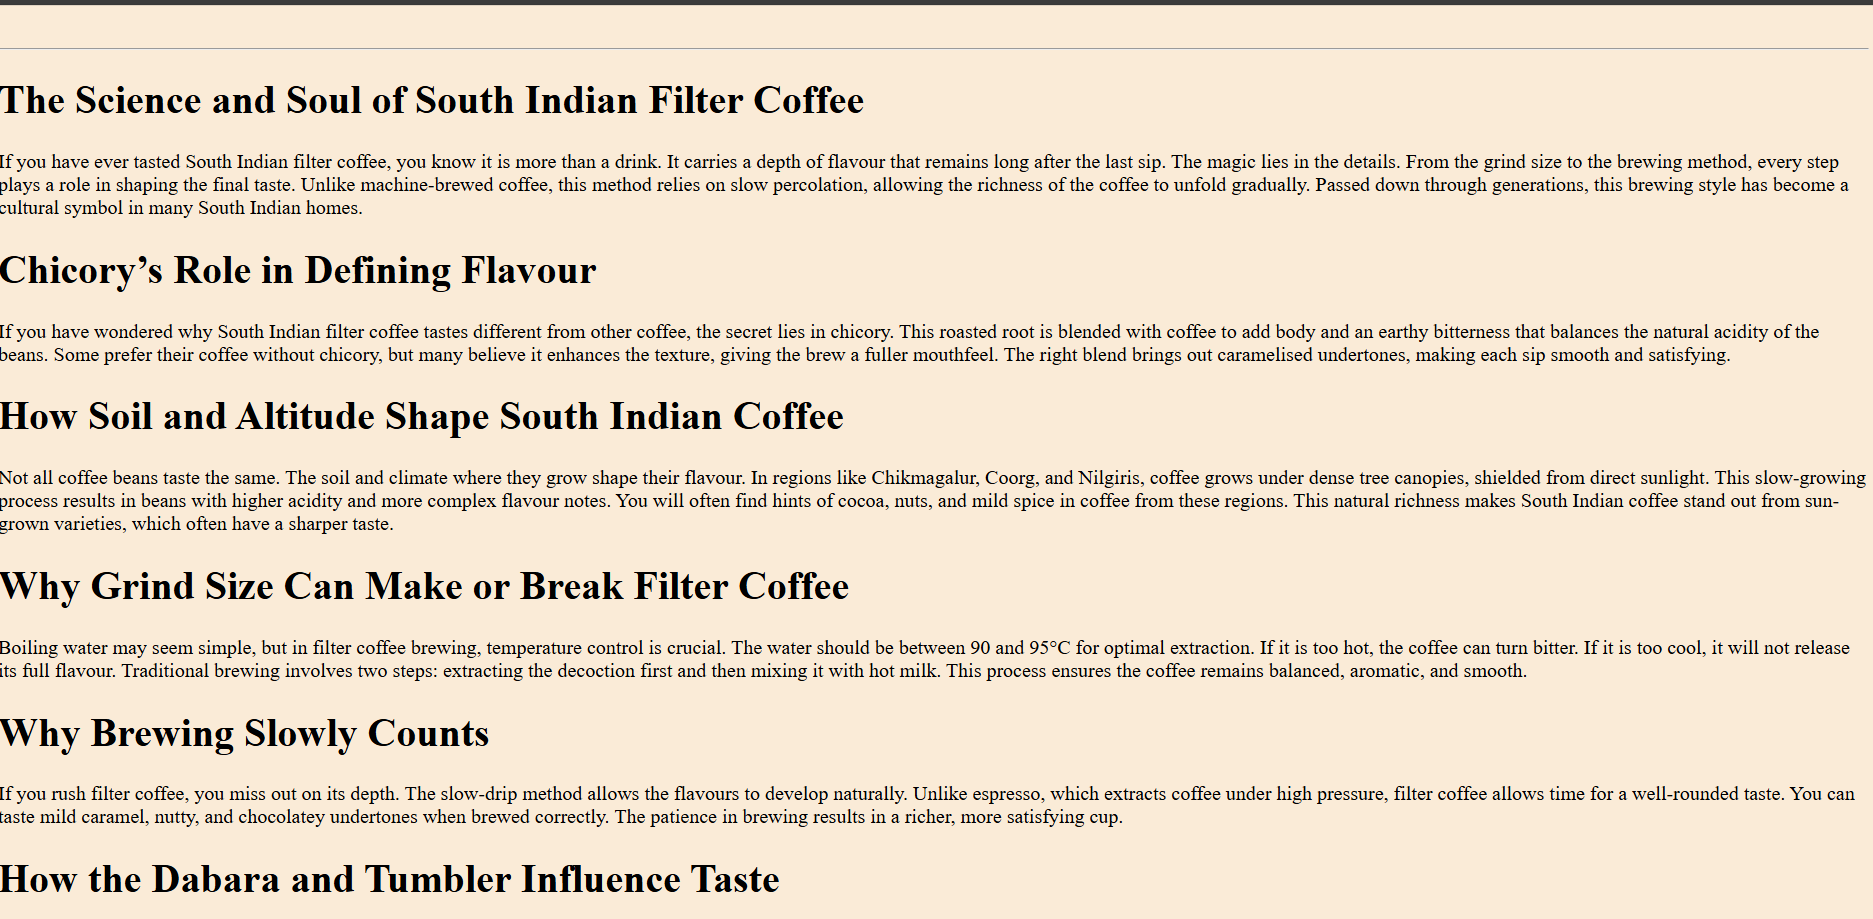 The Science and Soul of South Indian Filter Coffee
If you have ever tasted South Indian filter coffee, you know it is more than a drink. It carries a depth of flavour that remains long after the last sip. The magic lies in the details. From the grind size to the brewing method, every step
plays a role in shaping the final taste. Unlike machine-brewed coffee, this method relies on slow percolation, allowing the richness of the coffee to unfold gradually. Passed down through generations, this brewing style has become a
cultural symbol in many South Indian homes.
Chicory’s Role in Defining Flavour
If you have wondered why South Indian filter coffee tastes different from other coffee, the secret lies in chicory. This roasted root is blended with coffee to add body and an earthy bitterness that balances the natural acidity of the
beans. Some prefer their coffee without chicory, but many believe it enhances the texture, giving the brew a fuller mouthfeel. The right blend brings out caramelised undertones, making each sip smooth and satisfying.
How Soil and Altitude Shape South Indian Coffee
Not all coffee beans taste the same. The soil and climate where they grow shape their flavour. In regions like Chikmagalur, Coorg, and Nilgiris, coffee grows under dense tree canopies, shielded from direct sunlight. This slow-growing
process results in beans with higher acidity and more complex flavour notes. You will often find hints of cocoa, nuts, and mild spice in coffee from these regions. This natural richness makes South Indian coffee stand out from sun-
grown varieties, which often have a sharper taste.
Why Grind Size Can Make or Break Filter Coffee
Boiling water may seem simple, but in filter coffee brewing, temperature control is crucial. The water should be between 90 and 95°C for optimal extraction. If it is too hot, the coffee can turn bitter. If it is too cool, it will not release
its full flavour. Traditional brewing involves two steps: extracting the decoction first and then mixing it with hot milk. This process ensures the coffee remains balanced, aromatic, and smooth.
Why Brewing Slowly Counts
If you rush filter coffee, you miss out on its depth. The slow-drip method allows the flavours to develop naturally. Unlike espresso, which extracts coffee under high pressure, filter coffee allows time for a well-rounded taste. You can
taste mild caramel, nutty, and chocolatey undertones when brewed correctly. The patience in brewing results in a richer, more satisfying cup.
How the Dabara and Tumbler Influence Taste